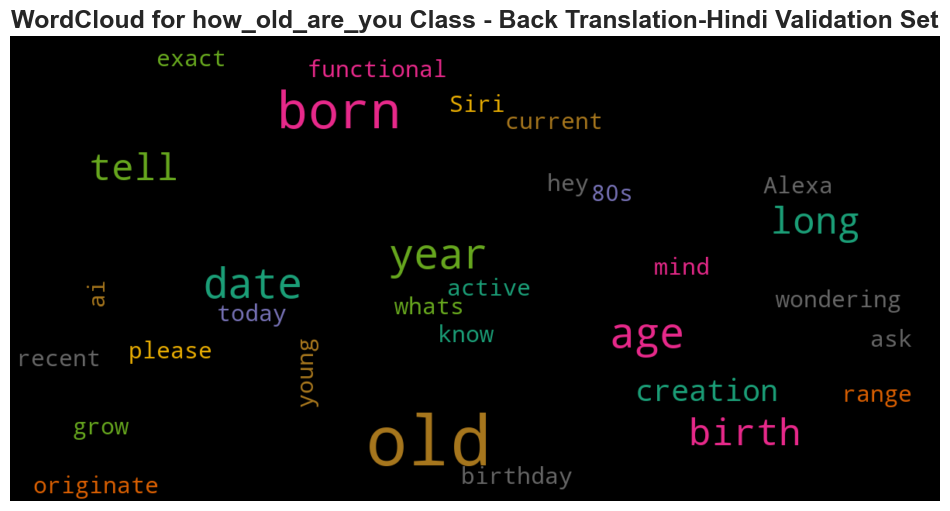 WordCloud for how_old_are_you Class - Back Translation-Hindi Validation Set
exact
functional
born
Siri
current
tell
hey
80s
Alexa
long
year
mind
date
active
ai
whats
wondering
today
know
age
ask
please
recent
young
creation
range
grow
old
birth
birthday
originate